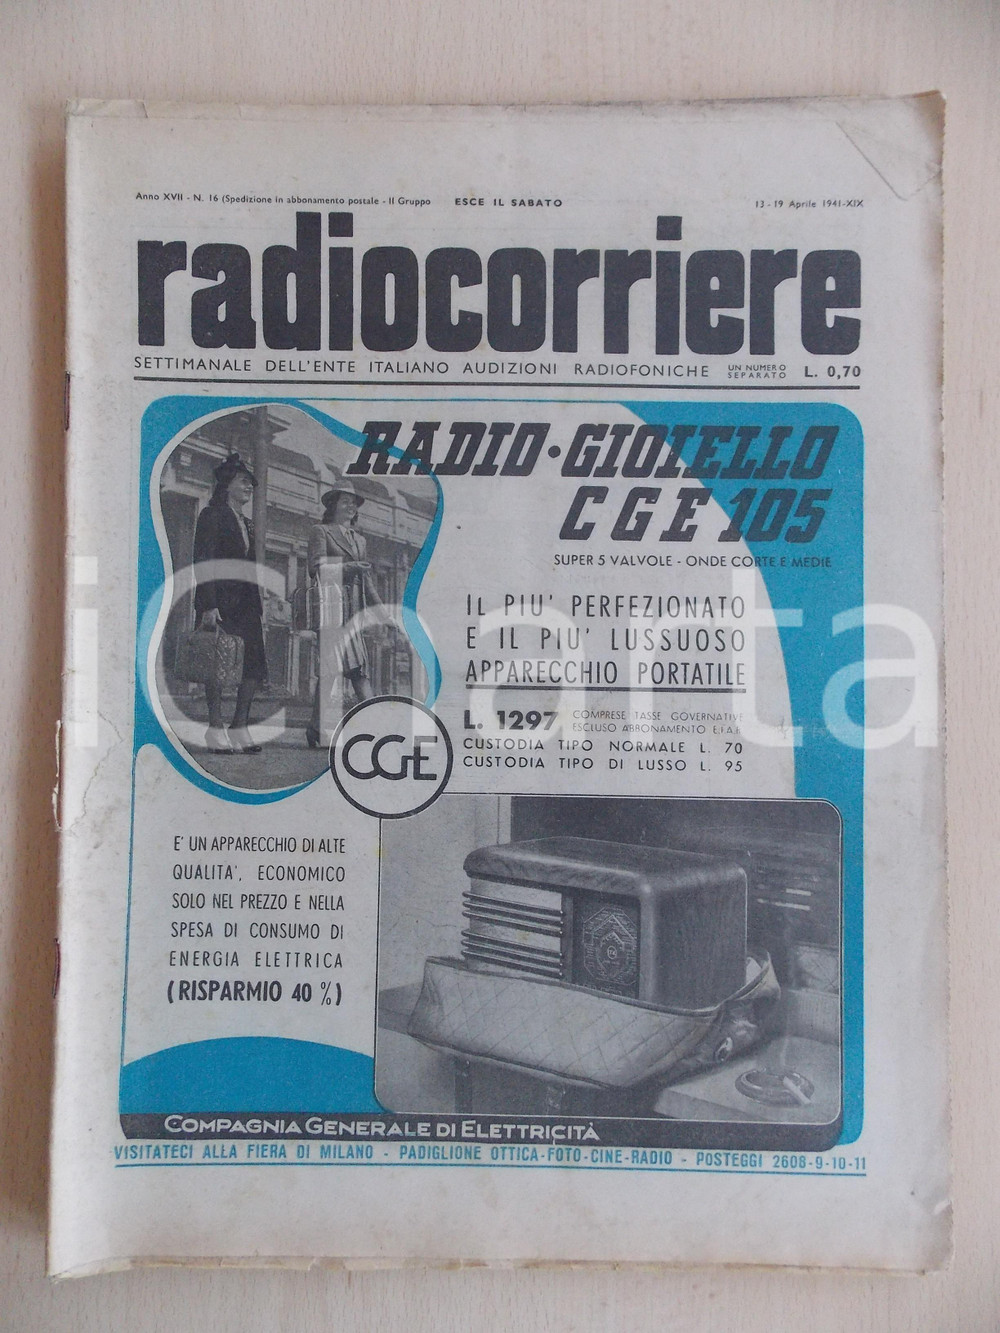 Anno XVII - N. 16 (Spedizione in abbonamento postale - II Gruppo ESCE IL SABATO 13 - 19 Aprile 1941-XIX
radiocorriere
SETTIMANALE DELL'ENTE ITALIANO AUDIZIONI RADIOFONICHE UN NUMERO SEPARATO L. 0,70
RADIO·GIOIELLO
CGE 105
SUPER 5 VALVOLE - ONDE CORTE E MEDIE
IL PIU' PERFEZIONATO
E IL PIU' LUSSUOSO
APPARECCHIO PORTATILE
L. 1297 COMPRESE TASSE GOVERNATIVE
ESCLUSO ABBONAMENTO E.I.A.R.
CUSTODIA TIPO NORMALE L. 70
CUSTODIA TIPO DI LUSSO L. 95
CGE
E' UN APPARECCHIO DI ALTE
QUALITA', ECONOMICO
SOLO NEL PREZZO E NELLA
SPESA DI CONSUMO DI
ENERGIA ELETTRICA
(RISPARMIO 40 %)
COMPAGNIA GENERALE DI ELETTRICITÀ
VISITATECI ALLA FIERA DI MILANO - PADIGLIONE OTTICA-FOTO-CINE-RADIO - POSTEGGI 2608-9-10-11
icharta